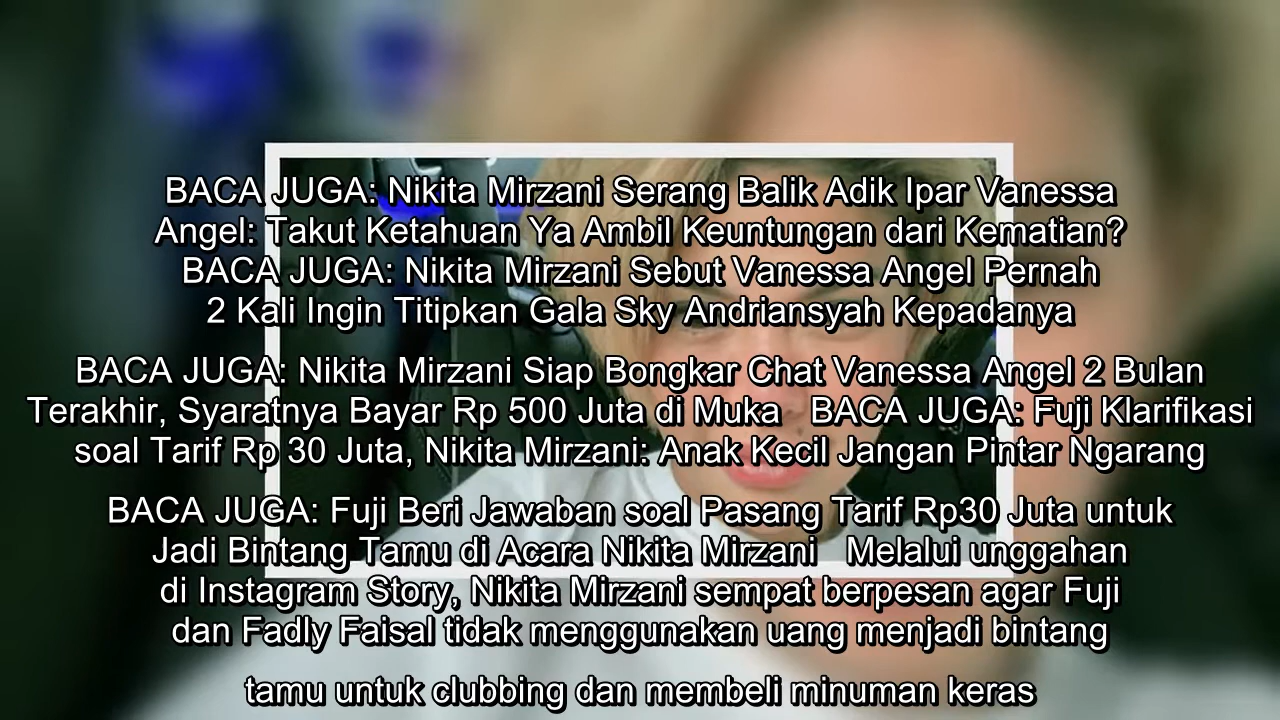 BACA JUGA: Nikita Mirzani Serang Balik Adik Ipar Vanessa
Angel: Takut Ketahuan Ya Ambil Keuntungan dari Kematian?
BACA JUGA: Nikita Mirzani Sebut Vanessa Angel Pernah
2 Kali Ingin Titipkan Gala Sky Andriansyah Kepadanya
BACA JUGA: Nikita Mirzani Siap Bongkar Chat Vanessa Angel 2 Bulan
Terakhir, Syaratnya Bayar Rp 500 Juta di Muka   BACA JUGA: Fuji Klarifikasi
soal Tarif Rp 30 Juta, Nikita Mirzani: Anak Kecil Jangan Pintar Ngarang
BACA JUGA: Fuji Beri Jawaban soal Pasang Tarif Rp30 Juta untuk
Jadi Bintang Tamu di Acara Nikita Mirzani   Melalui unggahan
di Instagram Story, Nikita Mirzani sempat berpesan agar Fuji
dan Fadly Faisal tidak menggunakan uang menjadi bintang
tamu untuk clubbing dan membeli minuman keras